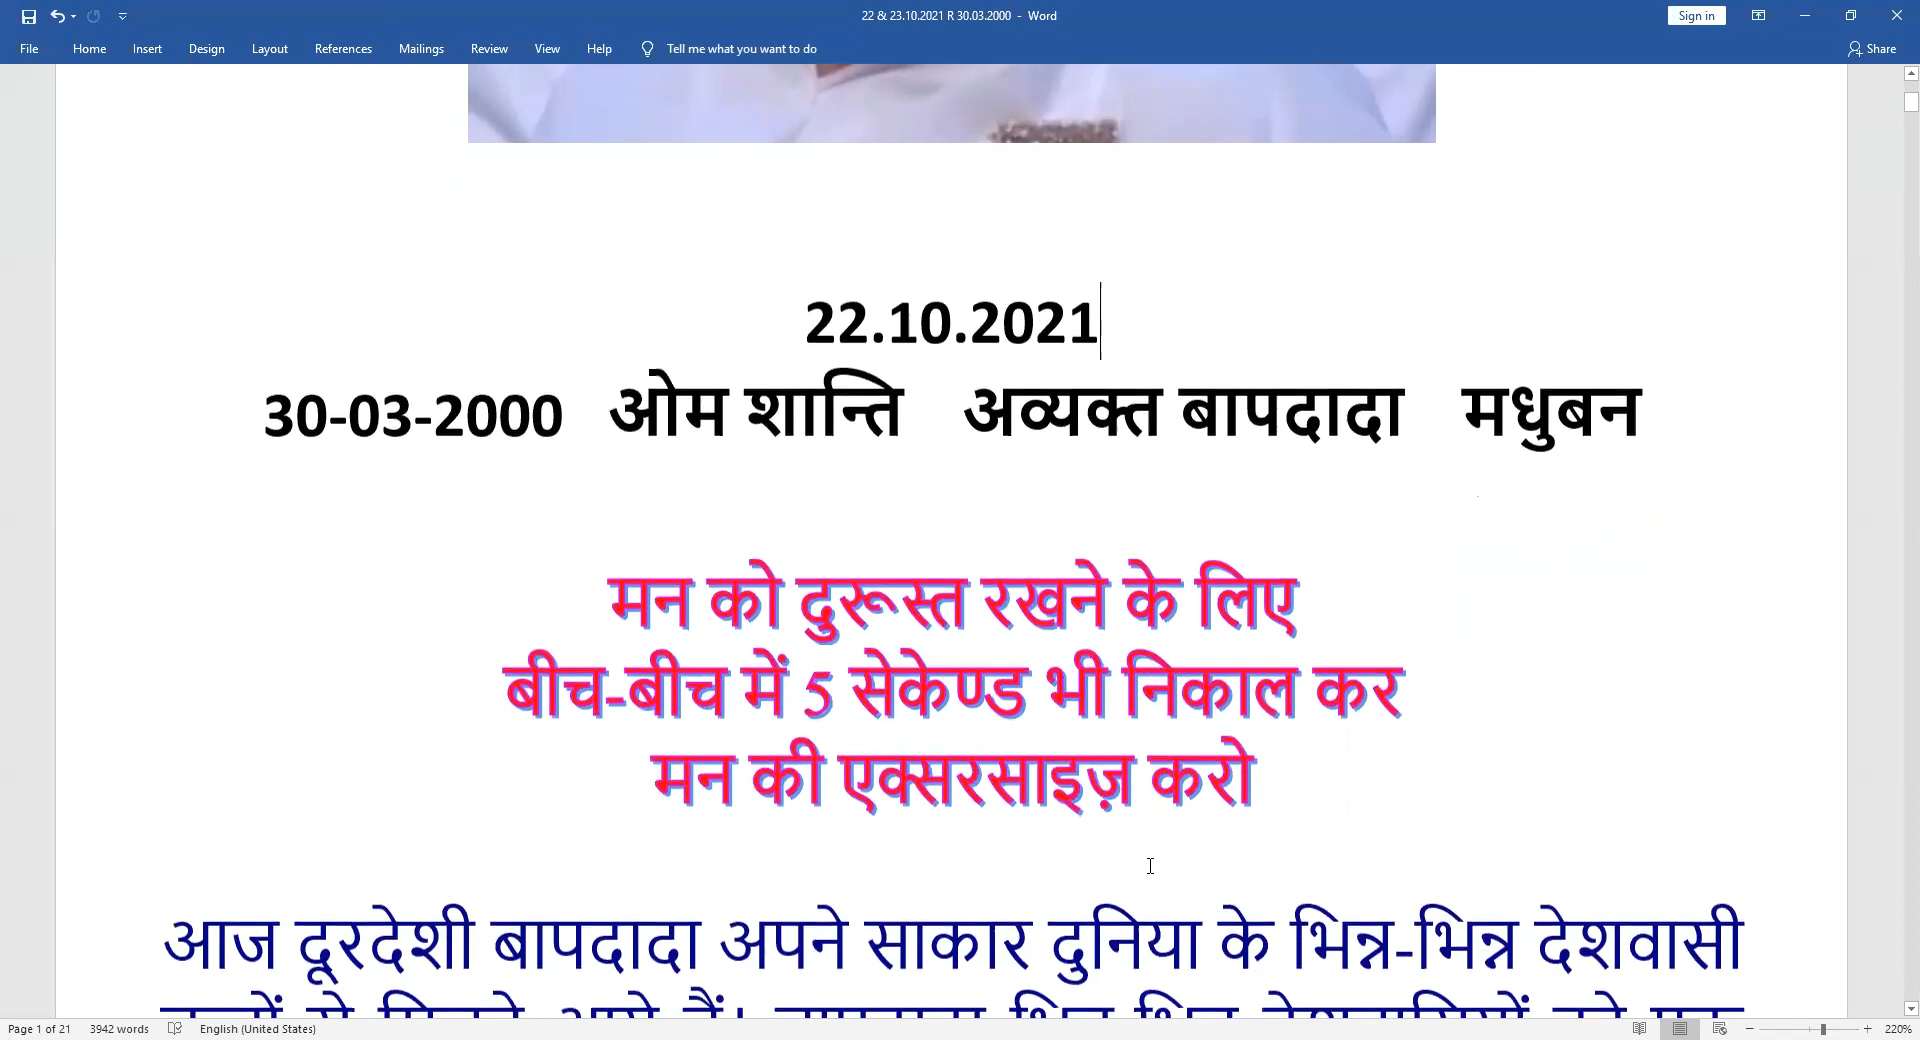 22 & 23.10.2021 R 30.03.2000 - Word
Sign in
File Home Insert Design Layout References Mailings Review View Help Tell me what you want to do Share
22.10.2021
30-03-2000 ओम शान्ति अव्यक्त बापदादा मधुबन
मन को दुरूस्त रखने के लिए
बीच-बीच में 5 सेकेण्ड भी निकाल कर
मन की एक्सरसाइज़ करो
आज दूरदेशी बापदादा अपने साकार दुनिया के भिन्न-भिन्न देशवासी
Page 1 of 21 3942 words English (United States) 220%